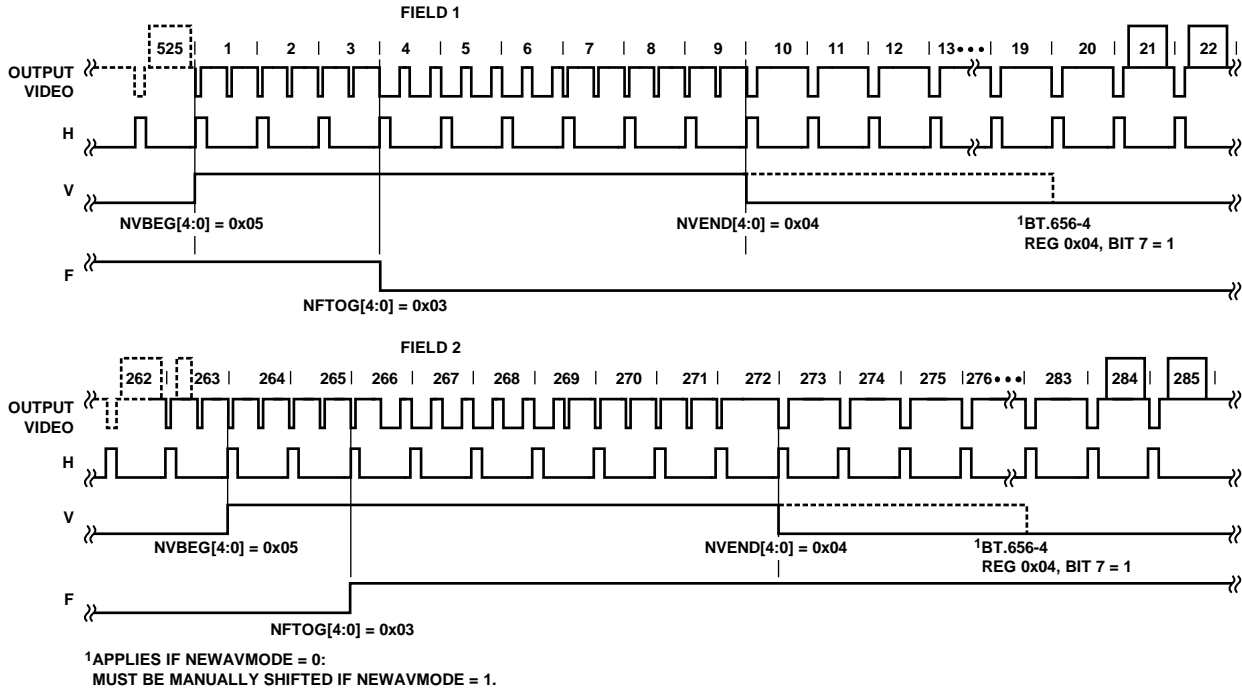 FIELD 1
525 1 2 3 4 5 6 7 8 9 10 11 12 13••• 19 20 21 22
OUTPUT
VIDEO
H
V
NVBEG[4:0] = 0x05
NVEND[4:0] = 0x04
1BT.656-4
REG 0x04, BIT 7 = 1
F
NFTOG[4:0] = 0x03
FIELD 2
262 263 264 265 266 267 268 269 270 271 272 273 274 275 276••• 283 284 285
OUTPUT
VIDEO
H
V
NVBEG[4:0] = 0x05
NVEND[4:0] = 0x04
1BT.656-4
REG 0x04, BIT 7 = 1
F
NFTOG[4:0] = 0x03
1APPLIES IF NEWAVMODE = 0:
MUST BE MANUALLY SHIFTED IF NEWAVMODE = 1.